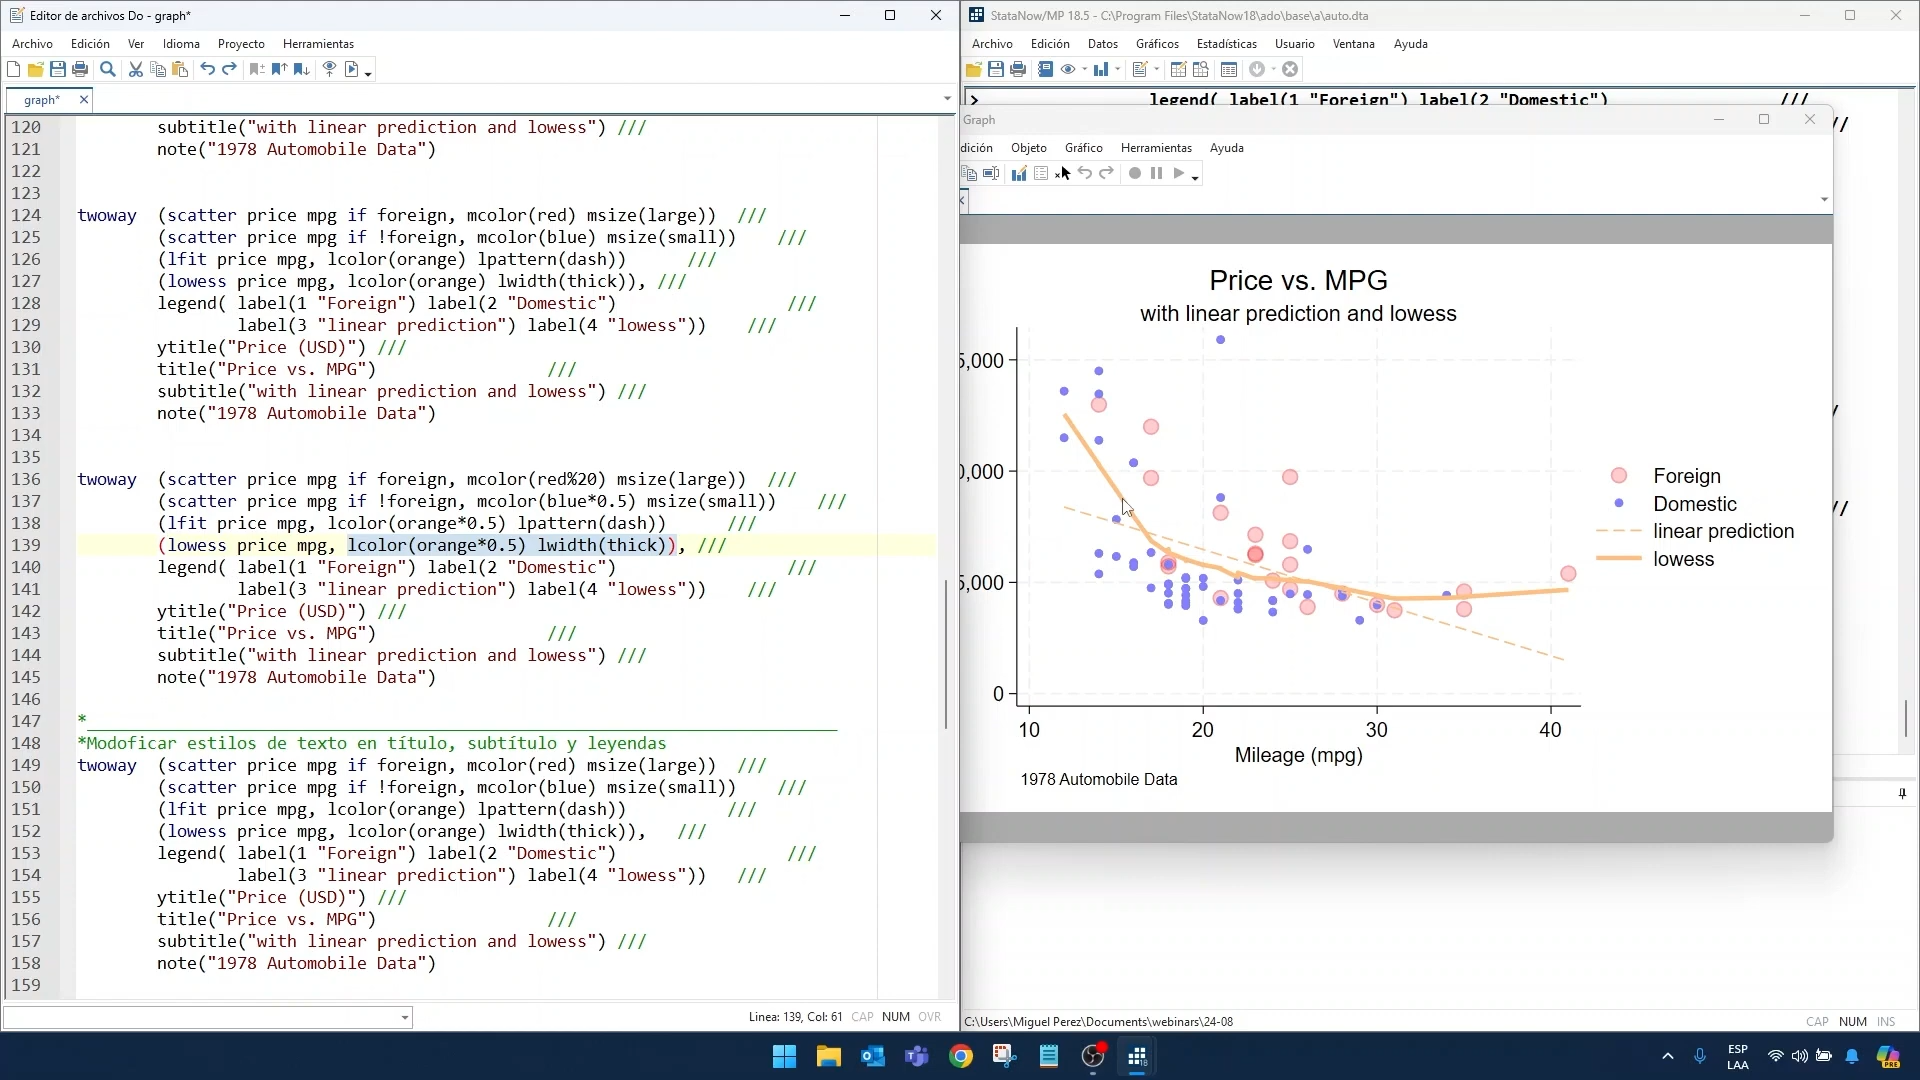 Editor de archivos Do - graph*
Archivo Edición Ver Idioma Proyecto Herramientas
graph*
120 subtitle("with linear prediction and lowess") ///
121 note("1978 Automobile Data")
122
123
124 twoway (scatter price mpg if foreign, mcolor(red) msize(large)) ///
125 (scatter price mpg if !foreign, mcolor(blue) msize(small)) ///
126 (lfit price mpg, lcolor(orange) lpattern(dash)) ///
127 (lowess price mpg, lcolor(orange) lwidth(thick)), ///
128 legend( label(1 "Foreign") label(2 "Domestic") ///
129 label(3 "linear prediction") label(4 "lowess")) ///
130 ytitle("Price (USD)") ///
131 title("Price vs. MPG") ///
132 subtitle("with linear prediction and lowess") ///
133 note("1978 Automobile Data")
134
135
136 twoway (scatter price mpg if foreign, mcolor(red%20) msize(large)) ///
137 (scatter price mpg if !foreign, mcolor(blue*0.5) msize(small)) ///
138 (lfit price mpg, lcolor(orange*0.5) lpattern(dash)) ///
139 (lowess price mpg, lcolor(orange*0.5) lwidth(thick)), ///
140 legend( label(1 "Foreign") label(2 "Domestic") ///
141 label(3 "linear prediction") label(4 "lowess")) ///
142 ytitle("Price (USD)") ///
143 title("Price vs. MPG") ///
144 subtitle("with linear prediction and lowess") ///
145 note("1978 Automobile Data")
146
147 *
148 *Modoficar estilos de texto en título, subtítulo y leyendas
149 twoway (scatter price mpg if foreign, mcolor(red) msize(large)) ///
150 (scatter price mpg if !foreign, mcolor(blue) msize(small)) ///
151 (lfit price mpg, lcolor(orange) lpattern(dash)) ///
152 (lowess price mpg, lcolor(orange) lwidth(thick)), ///
153 legend( label(1 "Foreign") label(2 "Domestic") ///
154 label(3 "linear prediction") label(4 "lowess")) ///
155 ytitle("Price (USD)") ///
156 title("Price vs. MPG") ///
157 subtitle("with linear prediction and lowess") ///
158 note("1978 Automobile Data")
159
Linea: 139, Col: 61 CAP NUM OVR
StataNow/MP 18.5 - C:\Program Files\StataNow18\ado\base\a\auto.dta
Archivo Edición Datos Gráficos Estadísticas Usuario Ventana Ayuda
> legend( label(1 "Foreign") label(2 "Domestic") ///
Graph
dición Objeto Gráfico Herramientas Ayuda
Price vs. MPG
with linear prediction and lowess
5,000
0,000
5,000
0
10 20 30 40
Mileage (mpg)
1978 Automobile Data
Foreign
Domestic
linear prediction
lowess
C:\Users\Miguel Perez\Documents\webinars\24-08
CAP NUM INS
ESP
LAA